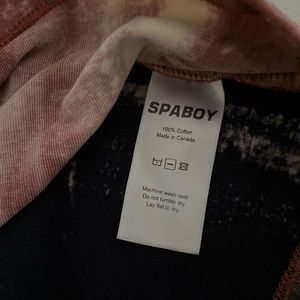 SPABOY
100% Cotton
Made in Canada
Machine wash cold
Do not tumble dry
Lay flat to dry